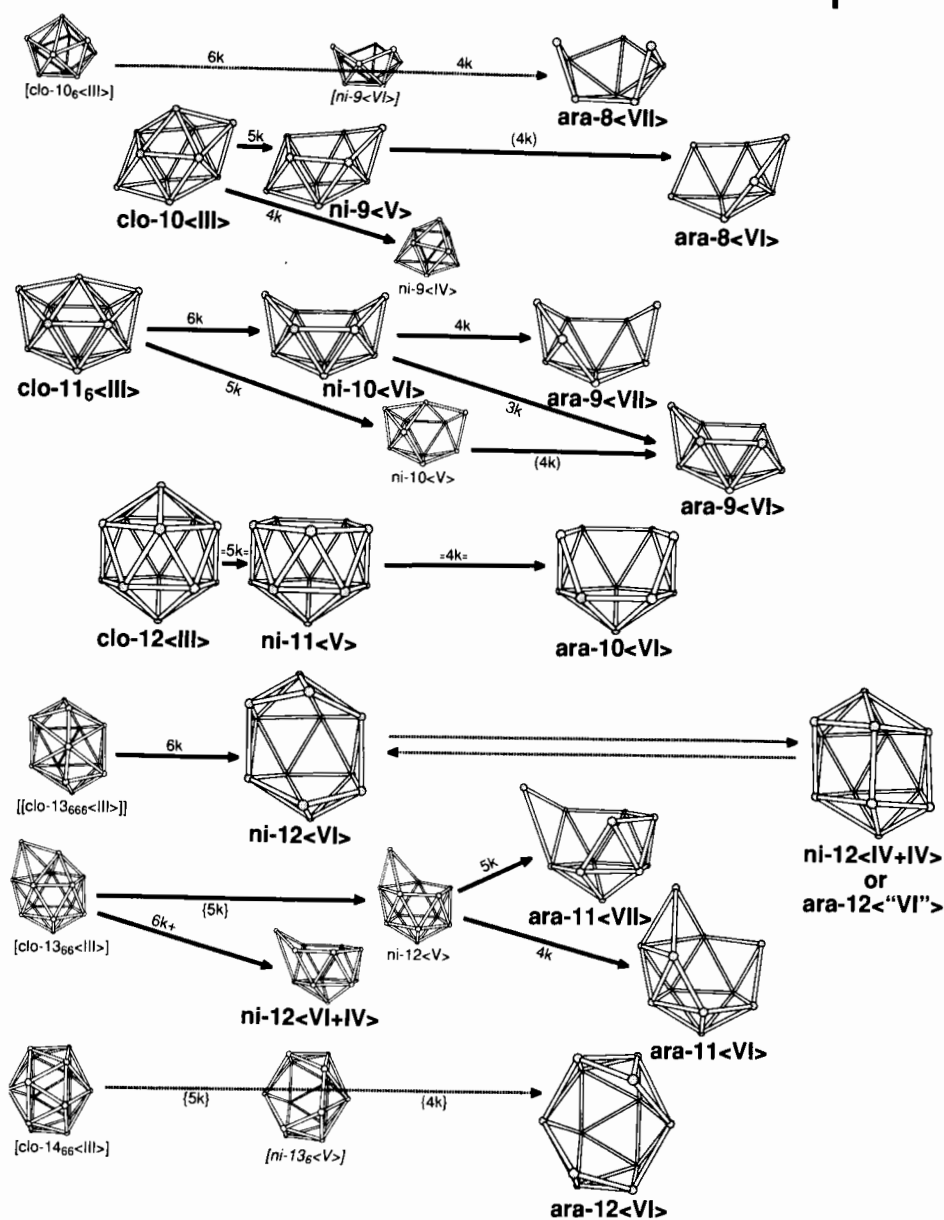 6k
4k
[clo-10₆<III>]
[ni-9<VI>]
ara-8<VII>
5k
(4k)
clo-10<III>
4k
ni-9<V>
ara-8<VI>
ni-9<IV>
6k
4k
clo-11₆<III>
5k
ni-10<VI>
3k
ara-9<VII>
ni-10<V>
(4k)
ara-9<VI>
=5k=
=4k=
clo-12<III>
ni-11<V>
ara-10<VI>
6k
[[clo-13₆₆₆<III>]]
ni-12<VI>
ni-12<IV+IV>
or
ara-12<“VI”>
5k
{5k}
ara-11<VII>
[clo-13₆₆<III>]
6k+
ni-12<V>
4k
ni-12<VI+IV>
ara-11<VI>
{5k}
{4k}
[clo-14₆₆<III>]
[ni-13₆<V>]
ara-12<VI>